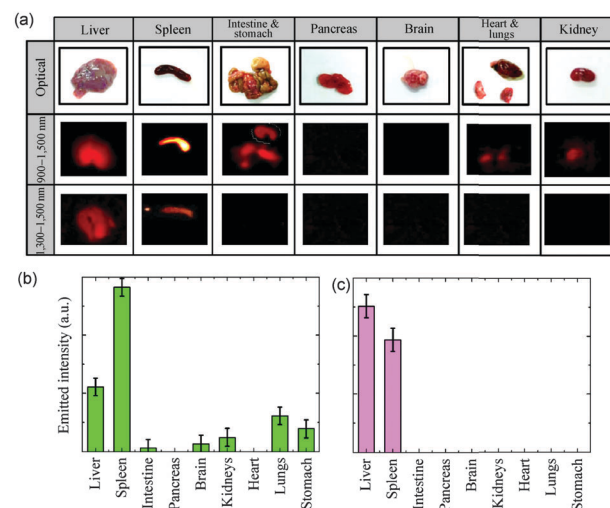 (a)
Liver Spleen Intestine & stomach Pancreas Brain Heart & lungs Kidney
Optical
900–1,500 nm
1,300–1,500 nm
(b)
Emitted intensity (a.u.)
Liver Spleen Intestine Pancreas Brain Kidneys Heart Lungs Stomach
(c)
Liver Spleen Intestine Pancreas Brain Kidneys Heart Lungs Stomach